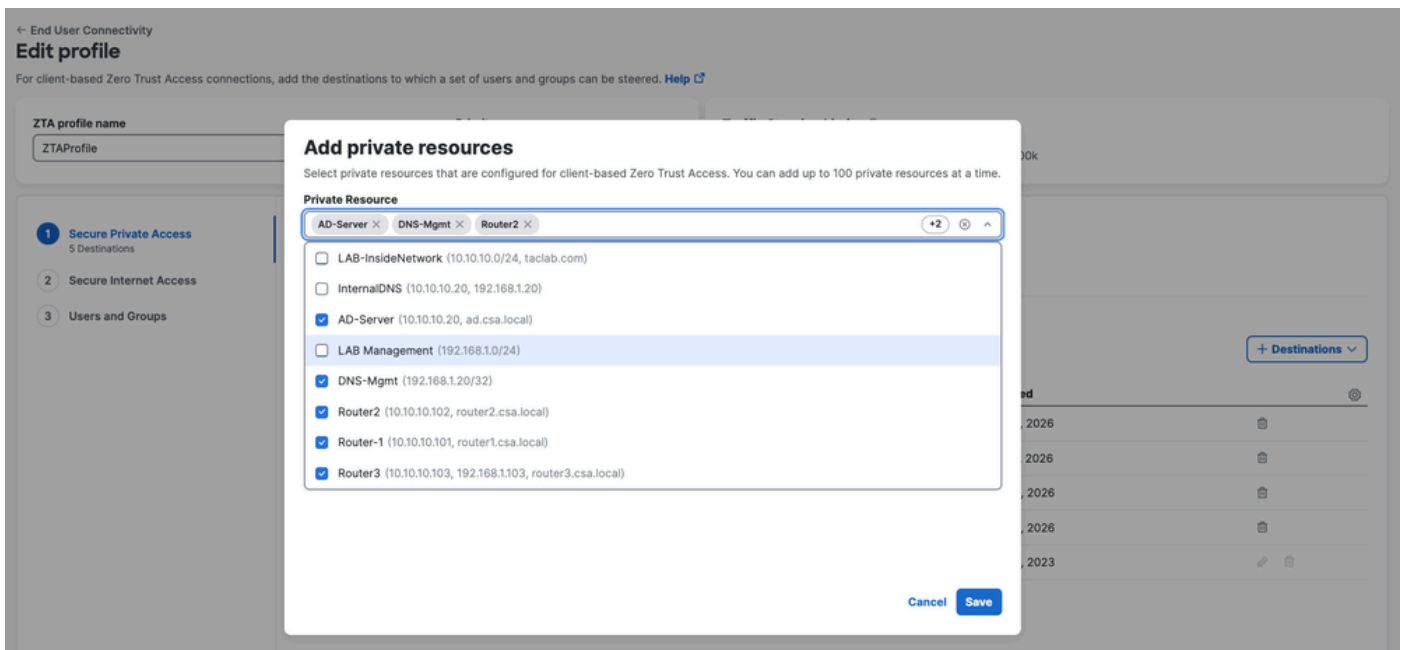 ← End User Connectivity
Edit profile
For client-based Zero Trust Access connections, add the destinations to which a set of users and groups can be steered. Help
ZTA profile name
ZTAProfile
00k
Add private resources
Select private resources that are configured for client-based Zero Trust Access. You can add up to 100 private resources at a time.
Private Resource
AD-Server × DNS-Mgmt × Router2 × +2
LAB-InsideNetwork (10.10.10.0/24, taclab.com)
InternalDNS (10.10.10.20, 192.168.1.20)
AD-Server (10.10.10.20, ad.csa.local)
LAB Management (192.168.1.0/24)
DNS-Mgmt (192.168.1.20/32)
Router2 (10.10.10.102, router2.csa.local)
Router-1 (10.10.10.101, router1.csa.local)
Router3 (10.10.10.103, 192.168.1.103, router3.csa.local)
Cancel Save
1 Secure Private Access
5 Destinations
2 Secure Internet Access
3 Users and Groups
+ Destinations
ed
, 2026
2026
, 2026
, 2026
, 2023